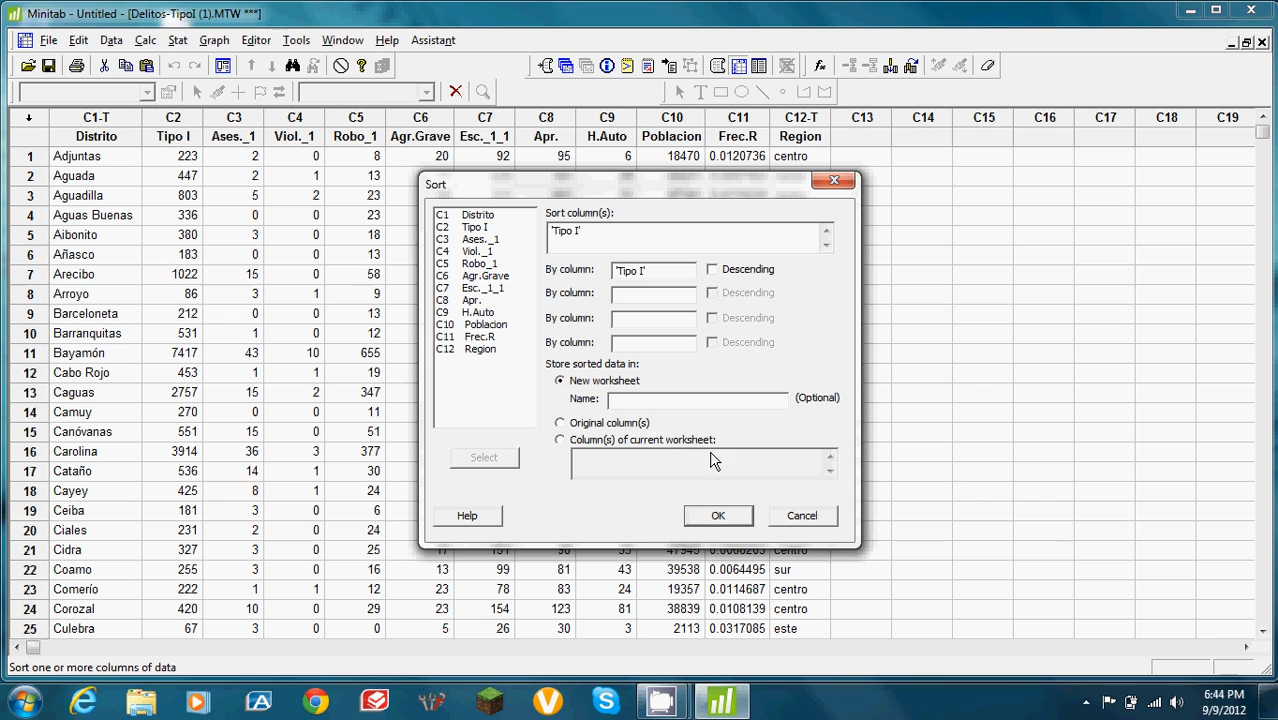 Minitab - Untitled - [Delitos-TipoI (1).MTW ***]
File Edit Data Calc Stat Graph Editor Tools Window Help Assistant
C1-T C2 C3 C4 C5 C6 C7 C8 C9 C10 C11 C12-T C13 C14 C15 C16 C17 C18 C19
Distrito Tipo I Ases._1 Viol._1 Robo_1 Agr.Grave Esc._1_1 Apr. H.Auto Poblacion Frec.R Region
1 Adjuntas 223 2 0 8 20 92 95 6 18470 0.0120736 centro
2 Aguada 447 2 1 13
3 Aguadilla 803 5 2 23
4 Aguas Buenas 336 0 0 23
5 Aibonito 380 3 0 18
6 Añasco 183 0 0 13
7 Arecibo 1022 15 0 58
8 Arroyo 86 3 1 9
9 Barceloneta 212 0 0 13
10 Barranquitas 531 1 0 12
11 Bayamón 7417 43 10 655
12 Cabo Rojo 453 1 1 23
13 Caguas 2757 15 2 347
14 Camuy 270 0 0 11
15 Canóvanas 551 15 0 51
16 Carolina 3914 36 3 377
17 Cataño 536 14 1 30
18 Cayey 425 8 1 24
19 Ceiba 181 3 0 6
20 Ciales 231 2 0 24
21 Cidra 327 3 0 25 centro
22 Coamo 255 3 0 16 13 99 81 43 39538 0.0064495 sur
23 Comerío 222 1 1 12 23 78 83 24 19357 0.0114687 centro
24 Corozal 420 10 0 29 23 154 123 81 38839 0.0108139 centro
25 Culebra 67 3 0 0 5 26 30 3 2113 0.0317085 este
Sort
C1 Distrito
C2 Tipo I
C3 Ases._1
C4 Viol._1
C5 Robo_1
C6 Agr.Grave
C7 Esc._1_1
C8 Apr.
C9 H.Auto
C10 Poblacion
C11 Frec.R
C12 Region
Select
Help
Sort column(s):
'Tipo I'
By column: 'Tipo I' Descending
By column: Descending
By column: Descending
By column: Descending
Store sorted data in:
New worksheet
Name: (Optional)
Original column(s)
Column(s) of current worksheet:
OK Cancel
Sort one or more columns of data
6:44 PM
9/9/2012